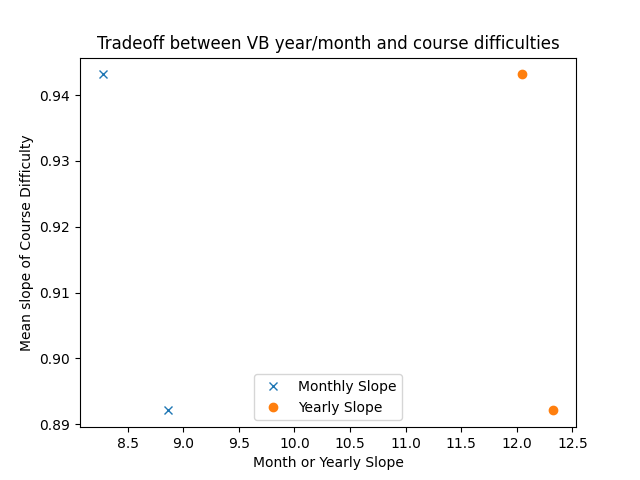 Tradeoff between VB year/month and course difficulties
Mean slope of Course Difficulty
0.94
0.93
0.92
0.91
0.90
0.89
Monthly Slope
Yearly Slope
8.5 9.0 9.5 10.0 10.5 11.0 11.5 12.0 12.5
Month or Yearly Slope